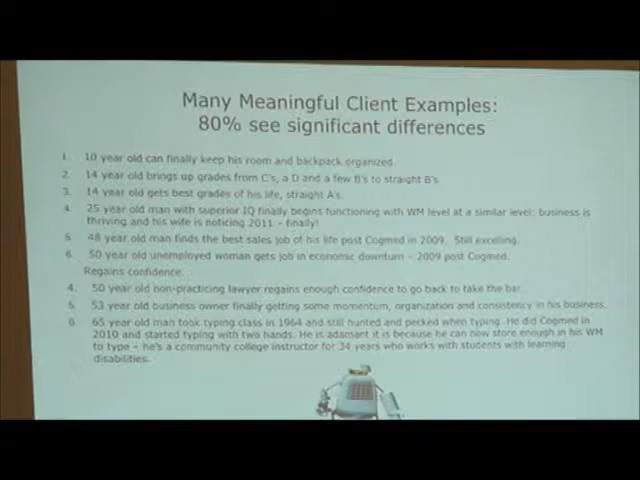 Many Meaningful Client Examples:
80% see significant differences
1. 10 year old can finally keep his room and backpack organized.
2. 14 year old brings up grades from C's, a D and a few B's to straight B's
3. 14 year old gets best grades of his life, straight A's.
4. 25 year old man with superior IQ finally begins functioning with WM level at a similar level: business is
thriving and his wife is noticing 2011 – finally!
5. 48 year old man finds the best sales job of his life post Cogmed in 2009. Still excelling.
6. 50 year old unemployed woman gets job in economic downturn – 2009 post Cogmed.
Regains confidence.
4. 50 year old non-practicing lawyer regains enough confidence to go back to take the bar.
5. 53 year old business owner finally getting some momentum, organization and consistency in his business.
6. 65 year old man took typing class in 1964 and still hunted and pecked when typing. He did Cogmed in
2010 and started typing with two hands. He is adamant it is because he can now store enough in his WM
to type – he's a community college instructor for 34 years who works with students with learning
disabilities.